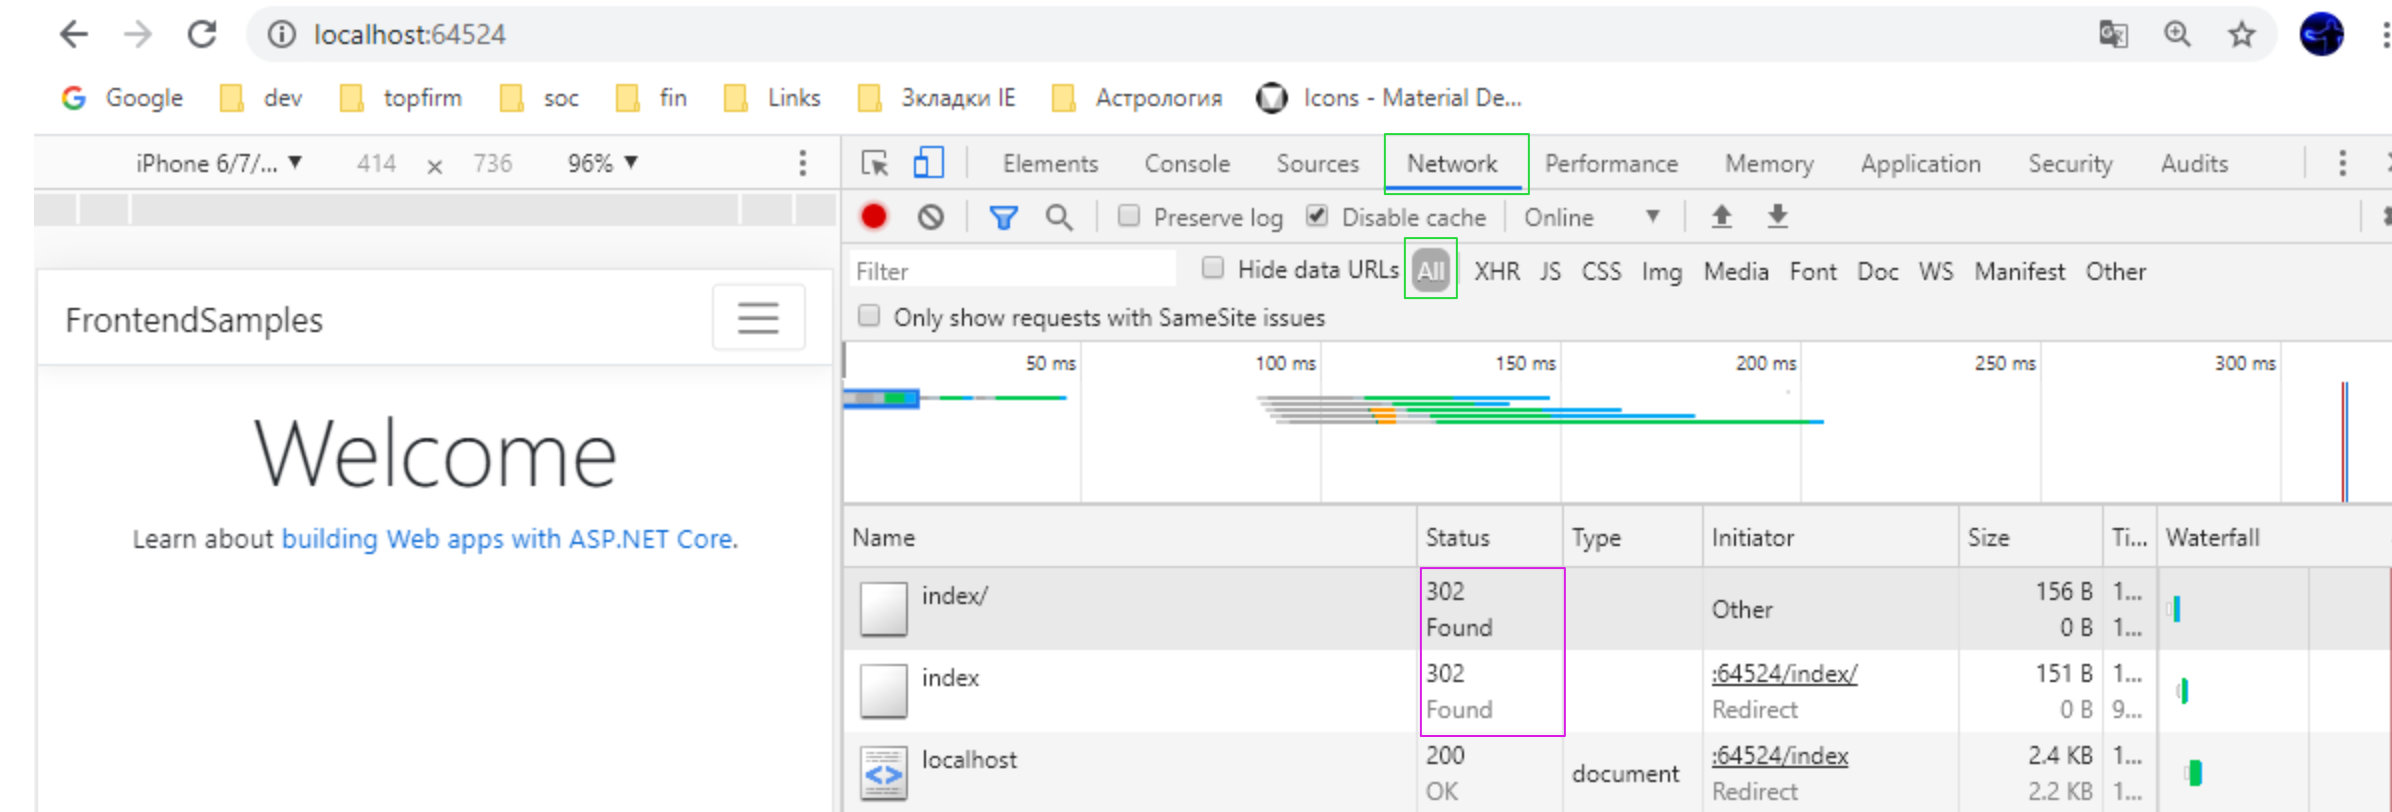 localhost:64524
Google dev topfirm soc fin Links Зкладки IE Астрология Icons - Material De...
iPhone 6/7/... ▼ 414 × 736 96% ▼
Elements Console Sources Network Performance Memory Application Security Audits
Preserve log Disable cache Online ▼
Filter Hide data URLs All XHR JS CSS Img Media Font Doc WS Manifest Other
Only show requests with SameSite issues
FrontendSamples
50 ms 100 ms 150 ms 200 ms 250 ms 300 ms
Welcome
Learn about building Web apps with ASP.NET Core.
Name Status Type Initiator Size Ti... Waterfall
index/ 302 Other 156 B 1...
Found 0 B 1...
index 302 :64524/index/ 151 B 1...
Found Redirect 0 B 9...
localhost 200 document :64524/index 2.4 KB 1...
OK Redirect 2.2 KB 1...